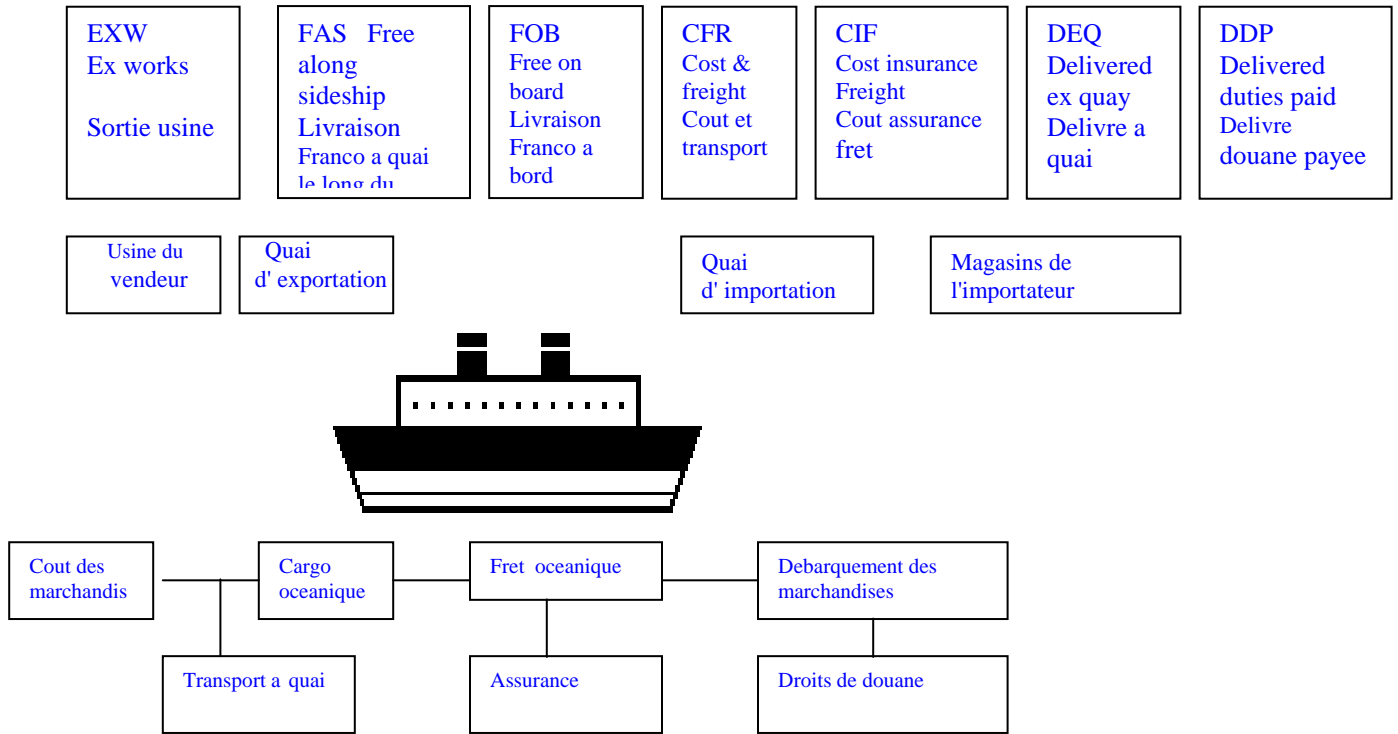 EXW
Ex works
Sortie usine
FAS Free
along
sideship
Livraison
Franco a quai
le long du
FOB
Free on
board
Livraison
Franco a
bord
CFR
Cost &
freight
Cout et
transport
CIF
Cost insurance
Freight
Cout assurance
fret
DEQ
Delivered
ex quay
Delivre a
quai
DDP
Delivered
duties paid
Delivre
douane payee
Usine du
vendeur
Quai
d' exportation
Quai
d' importation
Magasins de
l'importateur
Cout des
marchandis
Cargo
oceanique
Fret oceanique
Debarquement des
marchandises
Transport a quai
Assurance
Droits de douane